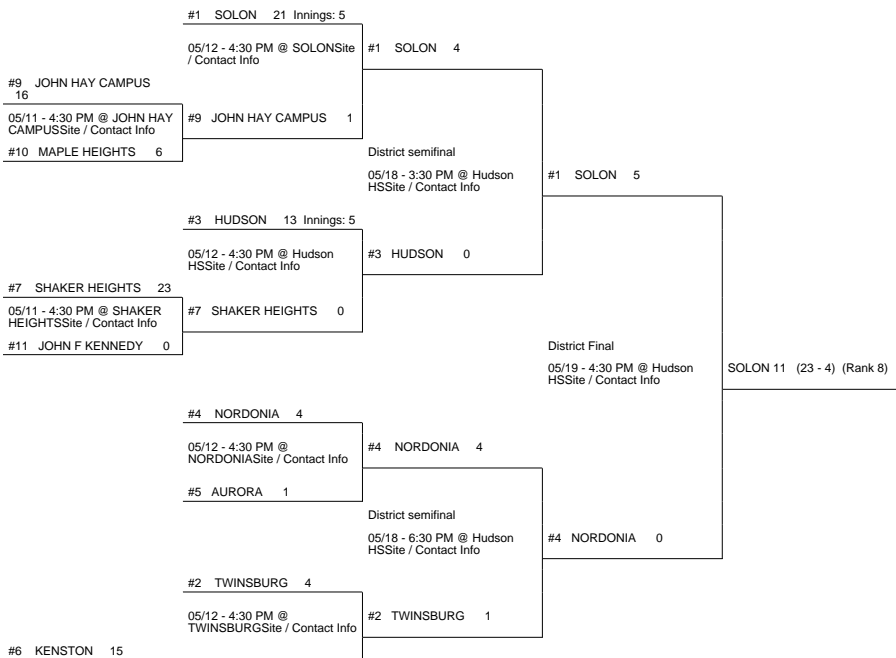 #1 SOLON 21 Innings: 5
05/12 - 4:30 PM @ SOLONSite
/ Contact Info
#1 SOLON 4
#9 JOHN HAY CAMPUS
16
05/11 - 4:30 PM @ JOHN HAY
CAMPUSSite / Contact Info
#9 JOHN HAY CAMPUS 1
#10 MAPLE HEIGHTS 6
District semifinal
05/18 - 3:30 PM @ Hudson
HSSite / Contact Info
#1 SOLON 5
#3 HUDSON 13 Innings: 5
05/12 - 4:30 PM @ Hudson
HSSite / Contact Info
#3 HUDSON 0
#7 SHAKER HEIGHTS 23
05/11 - 4:30 PM @ SHAKER
HEIGHTSSite / Contact Info
#7 SHAKER HEIGHTS 0
#11 JOHN F KENNEDY 0
District Final
05/19 - 4:30 PM @ Hudson
HSSite / Contact Info
SOLON 11 (23 - 4) (Rank 8)
#4 NORDONIA 4
05/12 - 4:30 PM @
NORDONIASite / Contact Info
#4 NORDONIA 4
#5 AURORA 1
District semifinal
05/18 - 6:30 PM @ Hudson
HSSite / Contact Info
#4 NORDONIA 0
#2 TWINSBURG 4
05/12 - 4:30 PM @
TWINSBURGSite / Contact Info
#2 TWINSBURG 1
#6 KENSTON 15